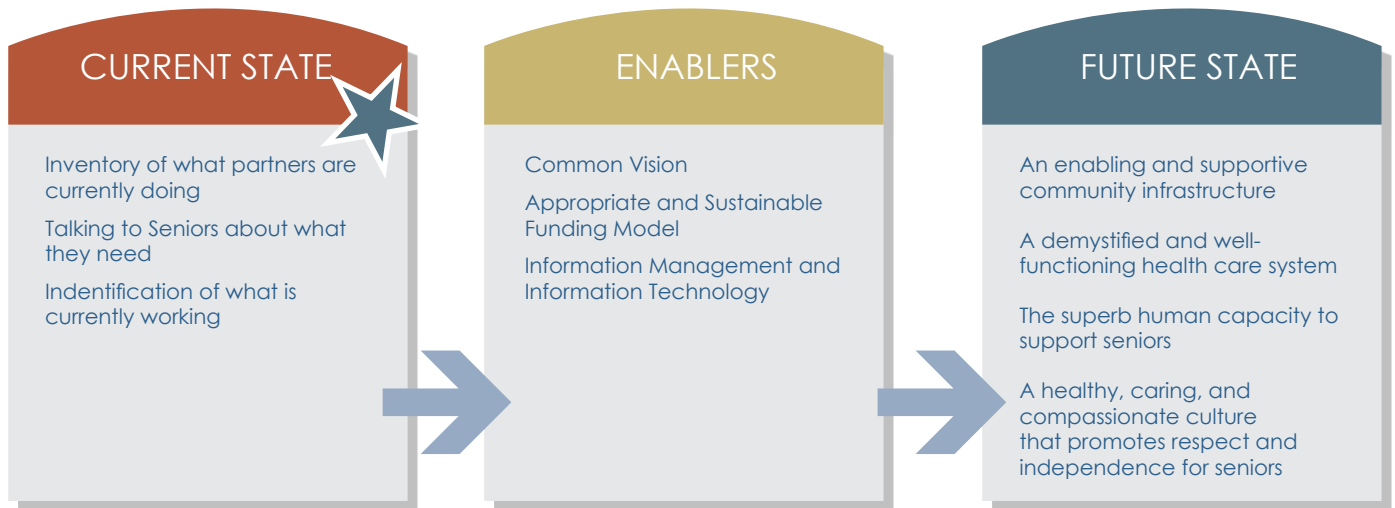 CURRENT STATE
Inventory of what partners are
currently doing
Talking to Seniors about what
they need
Indentification of what is
currently working
ENABLERS
Common Vision
Appropriate and Sustainable
Funding Model
Information Management and
Information Technology
FUTURE STATE
An enabling and supportive
community infrastructure
A demystified and well-
functioning health care system
The superb human capacity to
support seniors
A healthy, caring, and
compassionate culture
that promotes respect and
independence for seniors